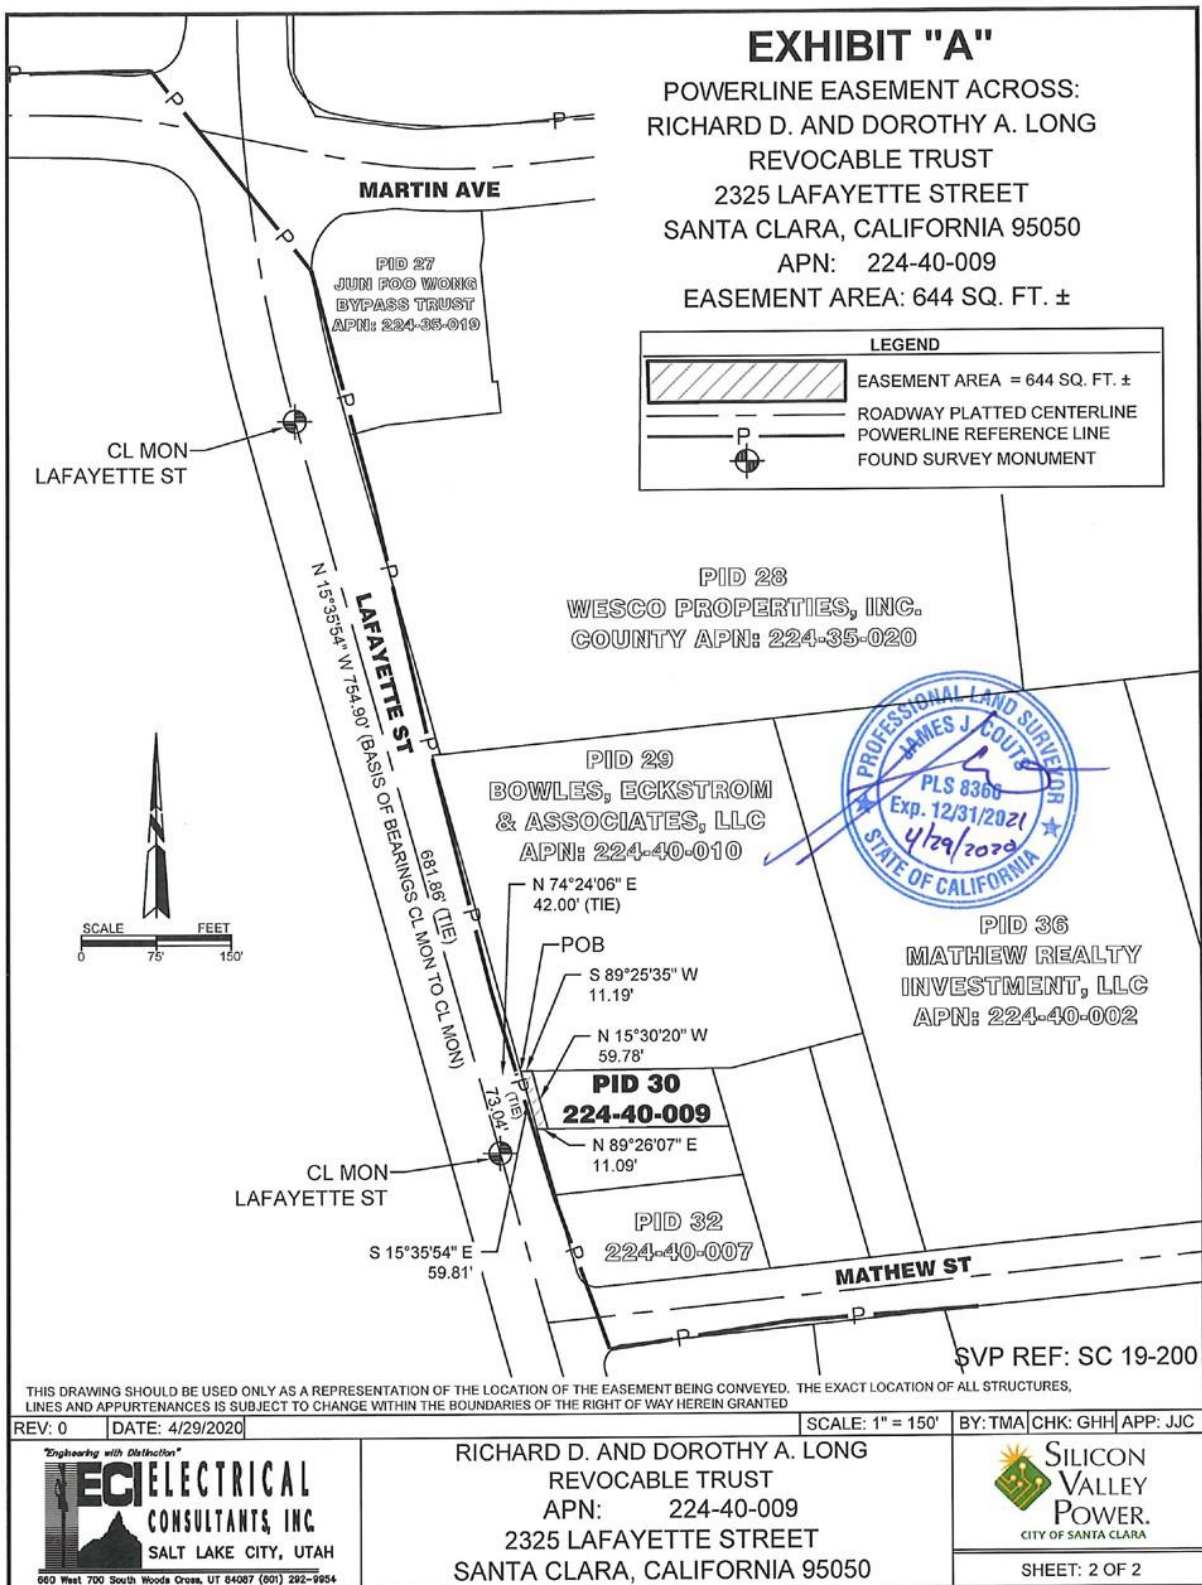 EXHIBIT "A"
POWERLINE EASEMENT ACROSS:
RICHARD D. AND DOROTHY A. LONG
REVOCABLE TRUST
2325 LAFAYETTE STREET
SANTA CLARA, CALIFORNIA 95050
APN: 224-40-009
EASEMENT AREA: 644 SQ. FT. ±
LEGEND
EASEMENT AREA = 644 SQ. FT. ±
ROADWAY PLATTED CENTERLINE
P
POWERLINE REFERENCE LINE
FOUND SURVEY MONUMENT
P
P
P
P
MARTIN AVE
PID 27
JUN FOO WONG
BYPASS TRUST
APN: 224-35-019
P
CL MON
LAFAYETTE ST
P
N 15°35'54" W 754.90' (BASIS OF BEARINGS CL MON TO CL MON)
LAFAYETTE ST
PID 28
WESCO PROPERTIES, INC.
COUNTY APN: 224-35-020
P
PROFESSIONAL LAND SURVEYOR
JAMES J. COUTS
PLS 8366
Exp. 12/31/2021
4/29/2020
STATE OF CALIFORNIA
PID 29
BOWLES, ECKSTROM
& ASSOCIATES, LLC
APN: 224-40-010
681.86' (TIE)
P
N 74°24'06" E
42.00' (TIE)
POB
S 89°25'35" W
11.19'
N 15°30'20" W
59.78'
PID 36
MATHEW REALTY
INVESTMENT, LLC
APN: 224-40-002
SCALE FEET
0 75' 150'
P
(TIE)
73.04'
PID 30
224-40-009
N 89°26'07" E
11.09'
CL MON
LAFAYETTE ST
S 15°35'54" E
59.81'
PID 32
224-40-007
P
MATHEW ST
P
P
SVP REF: SC 19-200
THIS DRAWING SHOULD BE USED ONLY AS A REPRESENTATION OF THE LOCATION OF THE EASEMENT BEING CONVEYED. THE EXACT LOCATION OF ALL STRUCTURES,
LINES AND APPURTENANCES IS SUBJECT TO CHANGE WITHIN THE BOUNDARIES OF THE RIGHT OF WAY HEREIN GRANTED
REV: 0 DATE: 4/29/2020 SCALE: 1" = 150' BY: TMA CHK: GHH APP: JJC
"Engineering with Distinction"
ECI ELECTRICAL
CONSULTANTS, INC.
SALT LAKE CITY, UTAH
660 West 700 South Woods Cross, UT 84087 (801) 292-9954
RICHARD D. AND DOROTHY A. LONG
REVOCABLE TRUST
APN: 224-40-009
2325 LAFAYETTE STREET
SANTA CLARA, CALIFORNIA 95050
SILICON
VALLEY
POWER.
CITY OF SANTA CLARA
SHEET: 2 OF 2